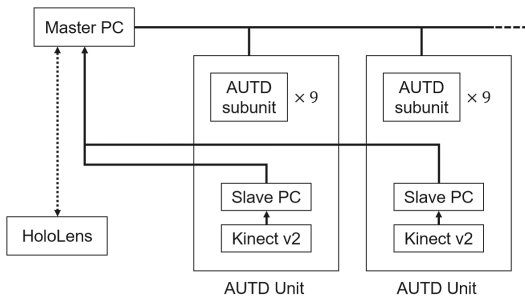 Master PC
AUTD
subunit
× 9
AUTD
subunit
× 9
Slave PC
Slave PC
HoloLens
Kinect v2
Kinect v2
AUTD Unit
AUTD Unit